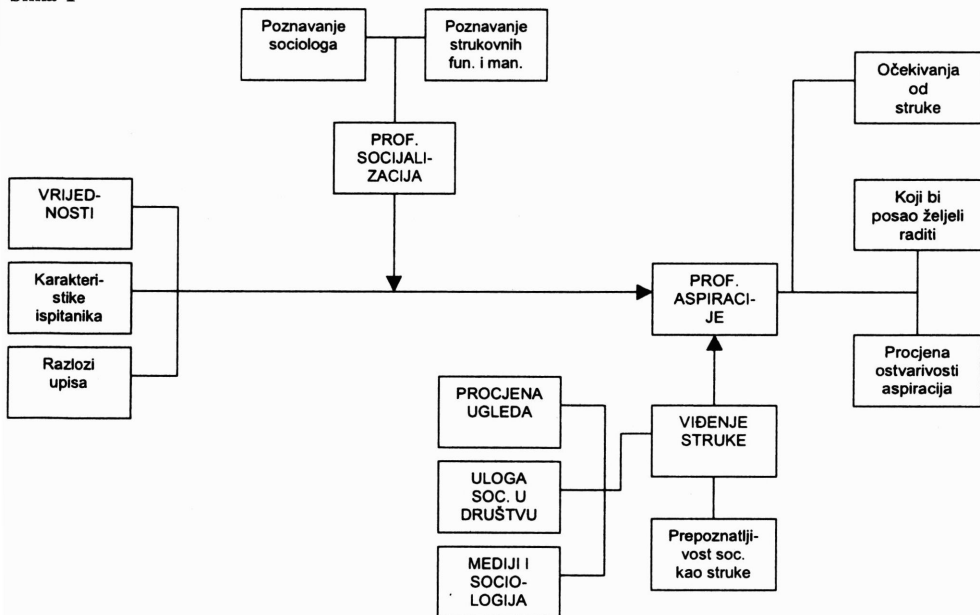 Poznavanje
sociologa
Poznavanje
strukovnih
fun. i man.
Očekivanja
od
struke
PROF.
SOCIJALI-
ZACIJA
VRIJED-
NOSTI
Koji bi
posao željeli
raditi
Karakteri-
stike
ispitanika
PROF.
ASPIRACI-
JE
Razlozi
upisa
Procjena
ostvarivosti
aspiracija
PROCJENA
UGLEDA
VIĐENJE
STRUKE
ULOGA
SOC. U
DRUŠTVU
Prepoznatlji-
vost soc.
kao struke
MEDIJI I
SOCIO-
LOGIJA